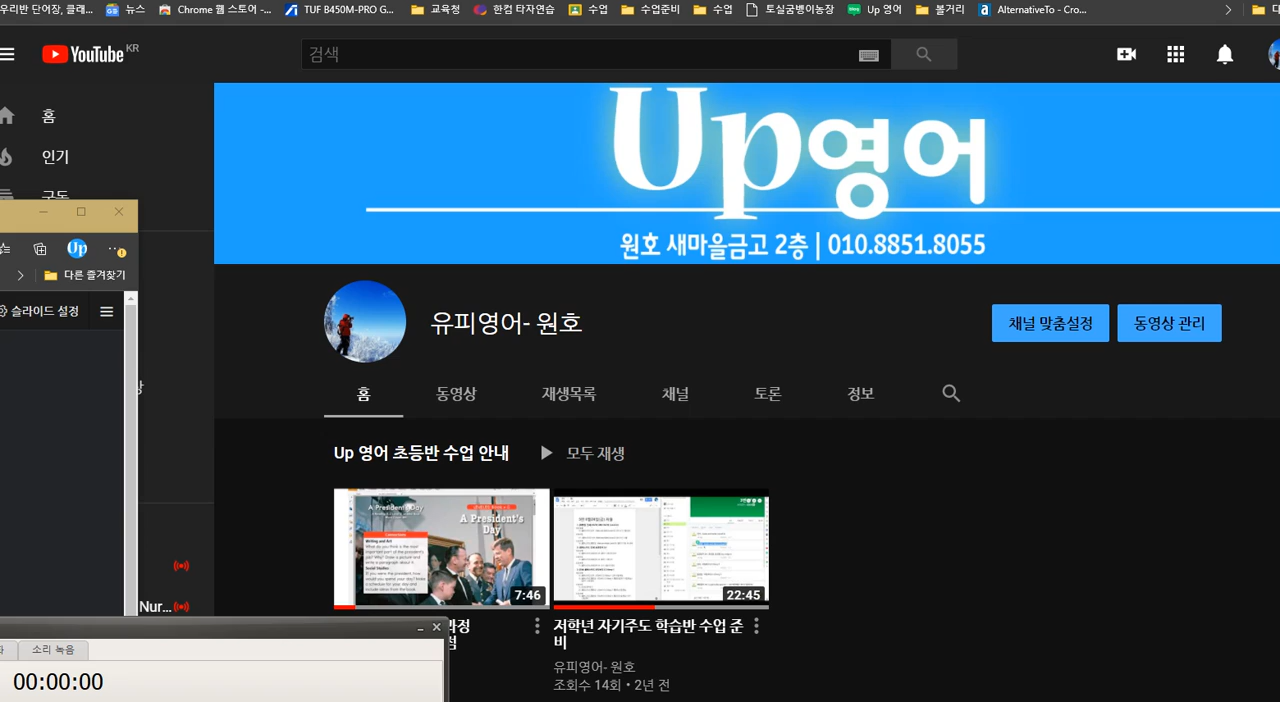 우리반 단어장, 클래...
뉴스
Chrome 웹 스토어 -...
TUF B450M-PRO G...
교육청
한컴 타자연습
수업
수업준비
수업
토실굼벵이농장
Up 영어
볼거리
AlternativeTo - Cro...
YouTube KR
검색
홈
인기
구독
Up영어
원호 새마을금고 2층 | 010.8851.8055
Up
다른 즐겨찾기
슬라이드 설정
유피영어- 원호
채널 맞춤설정
동영상 관리
홈
동영상
재생목록
채널
토론
정보
Up 영어 초등반 수업 안내
모두 재생
A President's Day
A President's
Day
7:46
22:45
Nur...
저학년 자기주도 학습반 수업 준
비
유피영어- 원호
조회수 14회 • 2년 전
소리 녹음
00:00:00